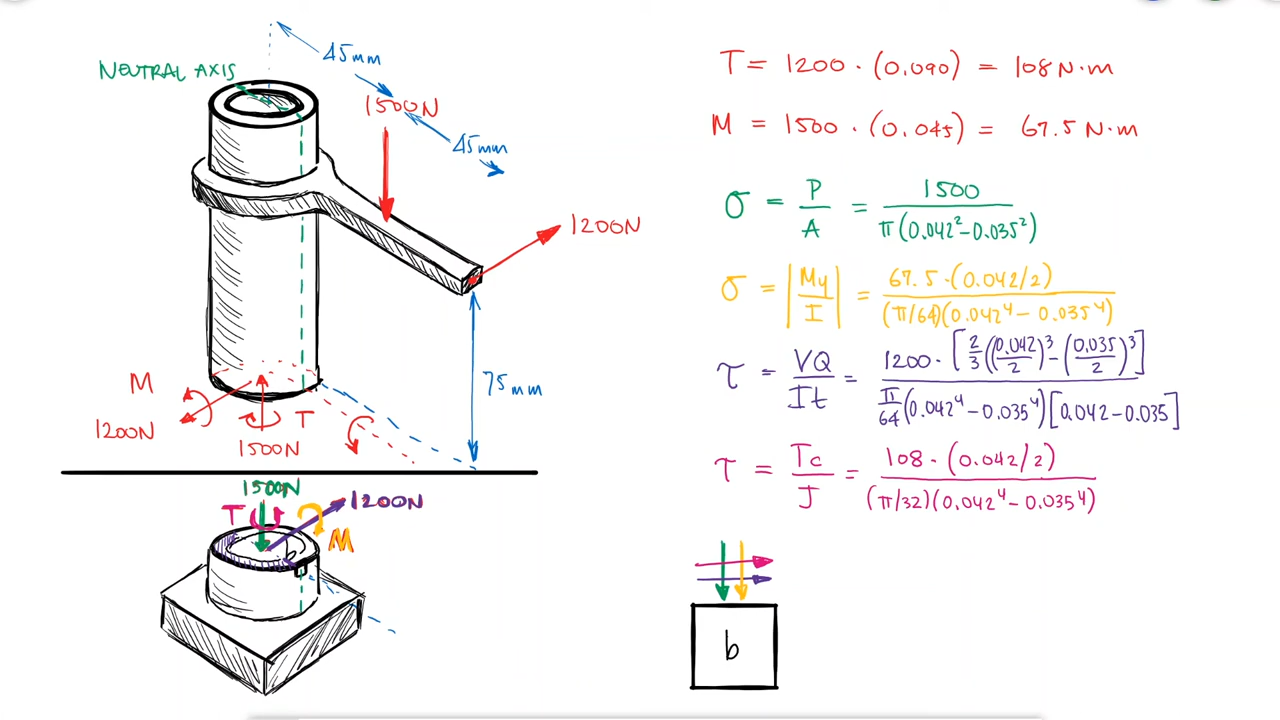 45mm
NEUTRAL AXIS
1500N
45mm
1200N
75mm
M
1200N
T
1500N
1500N
T
1200N
M
b
T = 1200 · (0.090) = 108 N·m
M = 1500 · (0.045) = 67.5 N·m
σ = P/A = 1500 / π(0.042² - 0.035²)
σ = |My/I| = 67.5 · (0.042/2) / (π/64)(0.042⁴ - 0.035⁴)
τ = VQ/It = 1200 · [2/3((0.042/2)³ - (0.035/2)³] / π/64(0.042⁴ - 0.035⁴)[0.042 - 0.035]
τ = Tc/J = 108 · (0.042/2) / (π/32)(0.042⁴ - 0.035⁴)
b